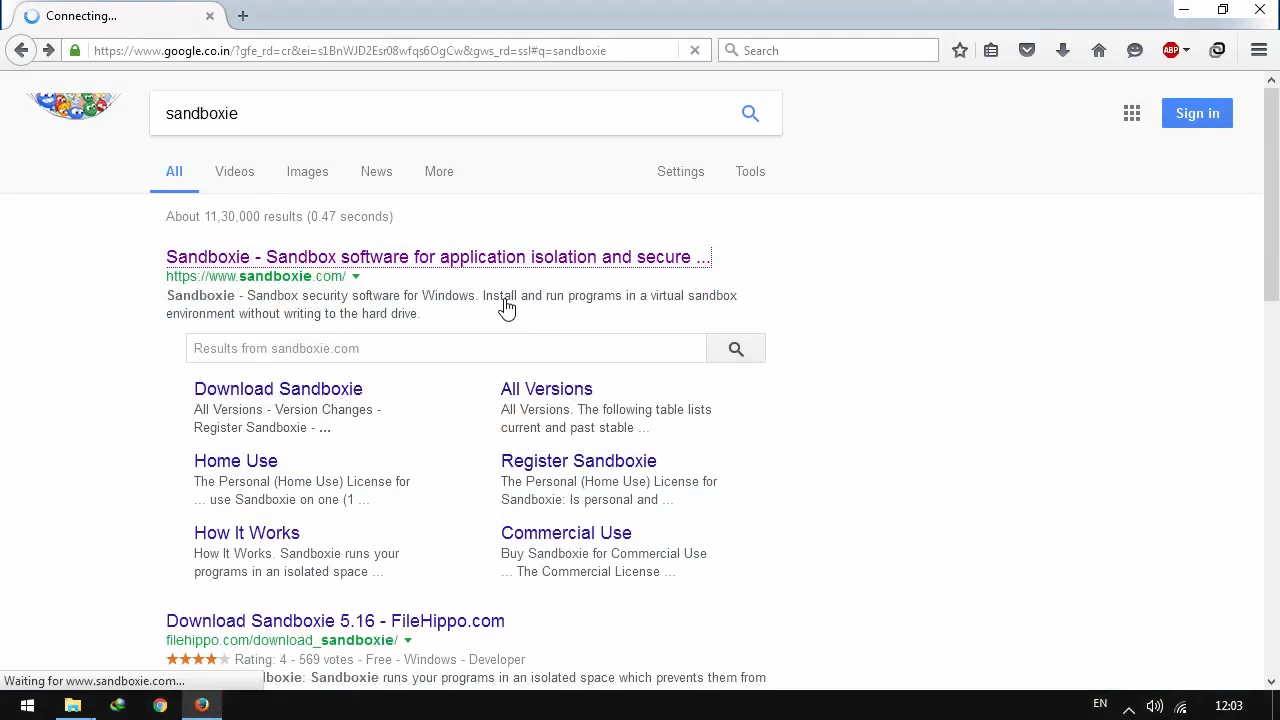 Connecting...
https://www.google.co.in/?gfe_rd=cr&ei=s1BnWJD2Esr08wfqs6OgCw&gws_rd=ssl#q=sandboxie
Search
ABP
sandboxie
Sign in
All Videos Images News More Settings Tools
About 11,30,000 results (0.47 seconds)
Sandboxie - Sandbox software for application isolation and secure ...
https://www.sandboxie.com/
Sandboxie - Sandbox security software for Windows. Install and run programs in a virtual sandbox
environment without writing to the hard drive.
Results from sandboxie.com
Download Sandboxie
All Versions - Version Changes -
Register Sandboxie - ...
All Versions
All Versions. The following table lists
current and past stable ...
Home Use
The Personal (Home Use) License for
... use Sandboxie on one (1 ...
Register Sandboxie
The Personal (Home Use) License for
Sandboxie: Is personal and ...
How It Works
How It Works. Sandboxie runs your
programs in an isolated space ...
Commercial Use
Buy Sandboxie for Commercial Use
... The Commercial License ...
Download Sandboxie 5.16 - FileHippo.com
filehippo.com/download_sandboxie/
Rating: 4 - 569 votes - Free - Windows - Developer
Sandboxie runs your programs in an isolated space which prevents them from
Waiting for www.sandboxie.com...
EN
12:03